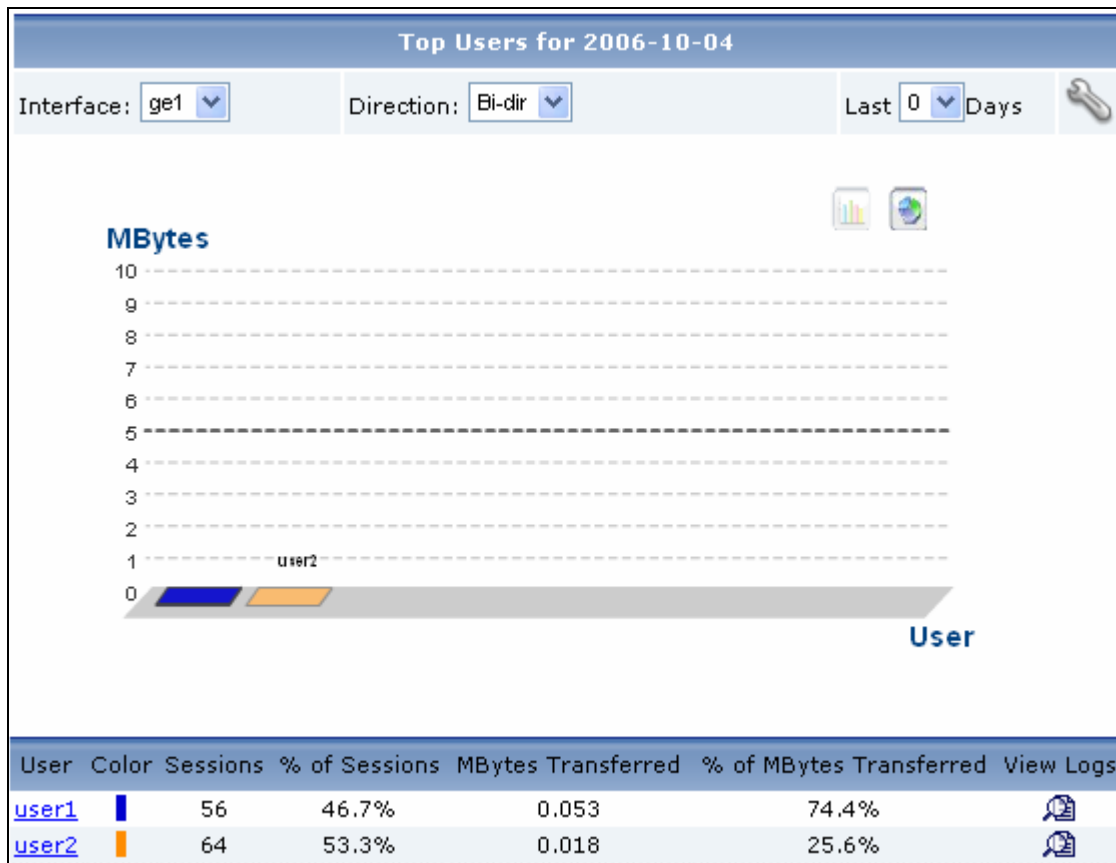 Top Users for 2006-10-04
Interface: ge1 Direction: Bi-dir Last 0 Days
MBytes
10
9
8
7
6
5
4
3
2
1
user2
0
User
User Color Sessions % of Sessions MBytes Transferred % of MBytes Transferred View Logs
user1 56 46.7% 0.053 74.4%
user2 64 53.3% 0.018 25.6%